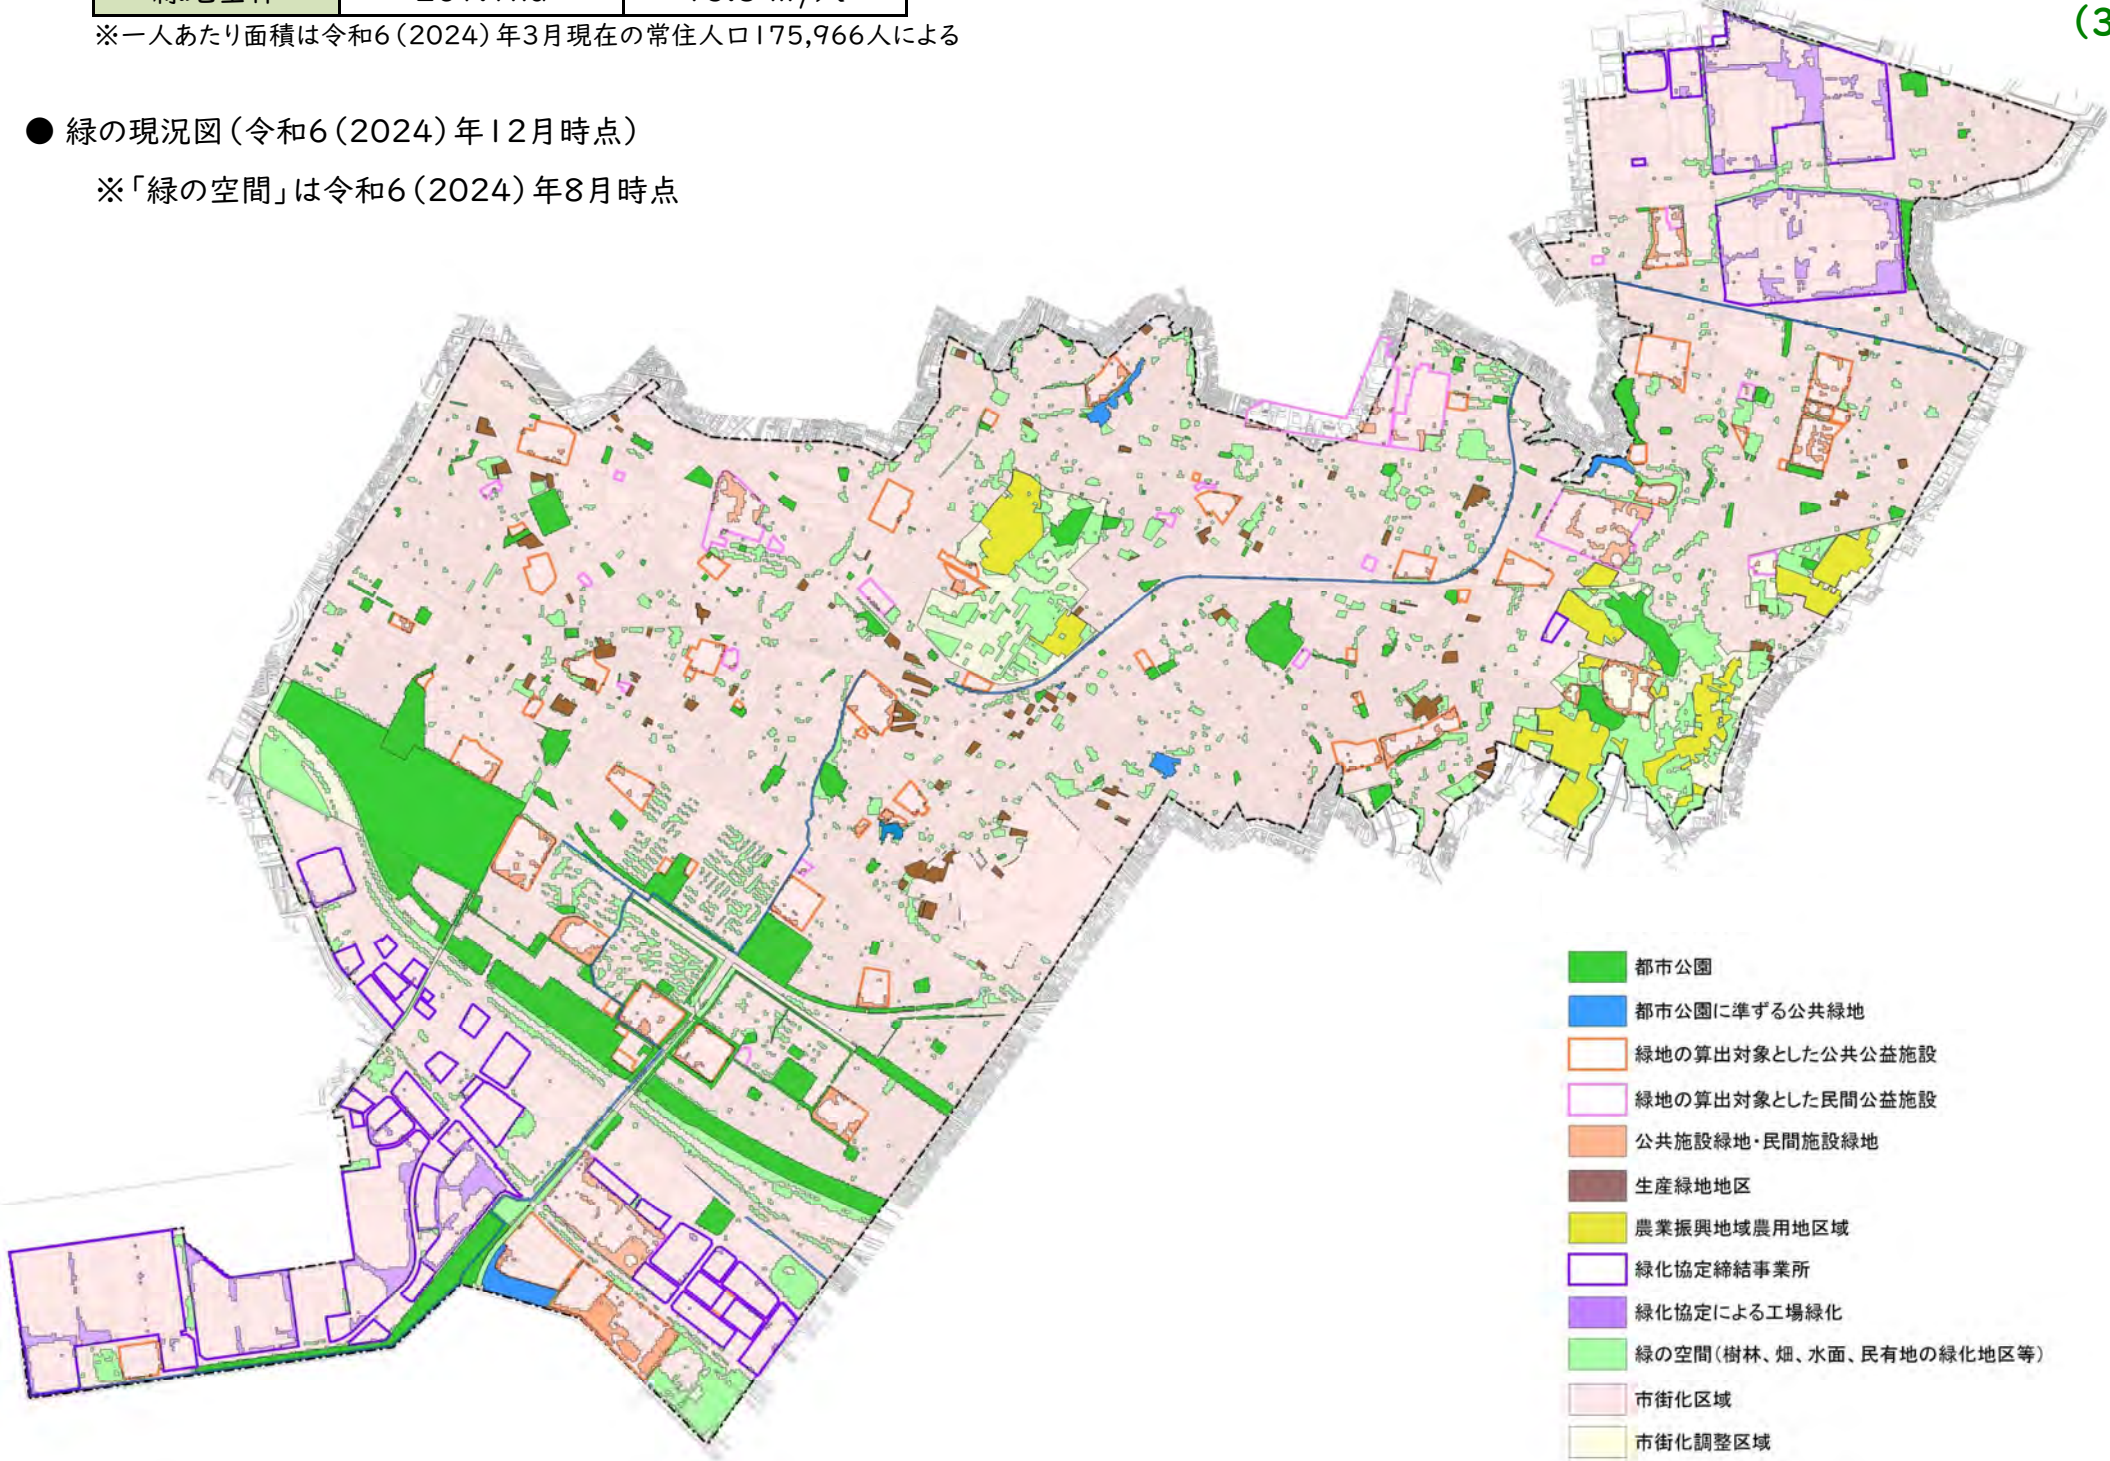 ※一人あたり面積は令和6(2024)年3月現在の常住人口175,966人による
(3
● 緑の現況図(令和6(2024)年12月時点)
※「緑の空間」は令和6(2024)年8月時点
都市公園
都市公園に準ずる公共緑地
緑地の算出対象とした公共公益施設
緑地の算出対象とした民間公益施設
公共施設緑地・民間施設緑地
生産緑地地区
農業振興地域農用地区域
緑化協定締結事業所
緑化協定による工場緑化
緑の空間(樹林、畑、水面、民有地の緑化地区等)
市街化区域
市街化調整区域